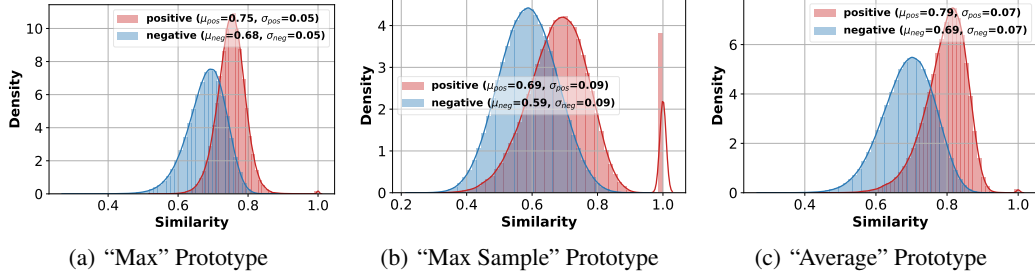 positive (μpos=0.75, σpos=0.05)
negative (μneg=0.68, σneg=0.05)
Density
10
8
6
4
2
0
0.4
0.6
0.8
1.0
Similarity
(a) “Max” Prototype
positive (μpos=0.69, σpos=0.09)
negative (μneg=0.59, σneg=0.09)
Density
4
3
2
1
0
0.2
0.4
0.6
0.8
1.0
Similarity
(b) “Max Sample” Prototype
positive (μpos=0.79, σpos=0.07)
negative (μneg=0.69, σneg=0.07)
Density
6
4
2
0
0.4
0.6
0.8
1.0
Similarity
(c) “Average” Prototype